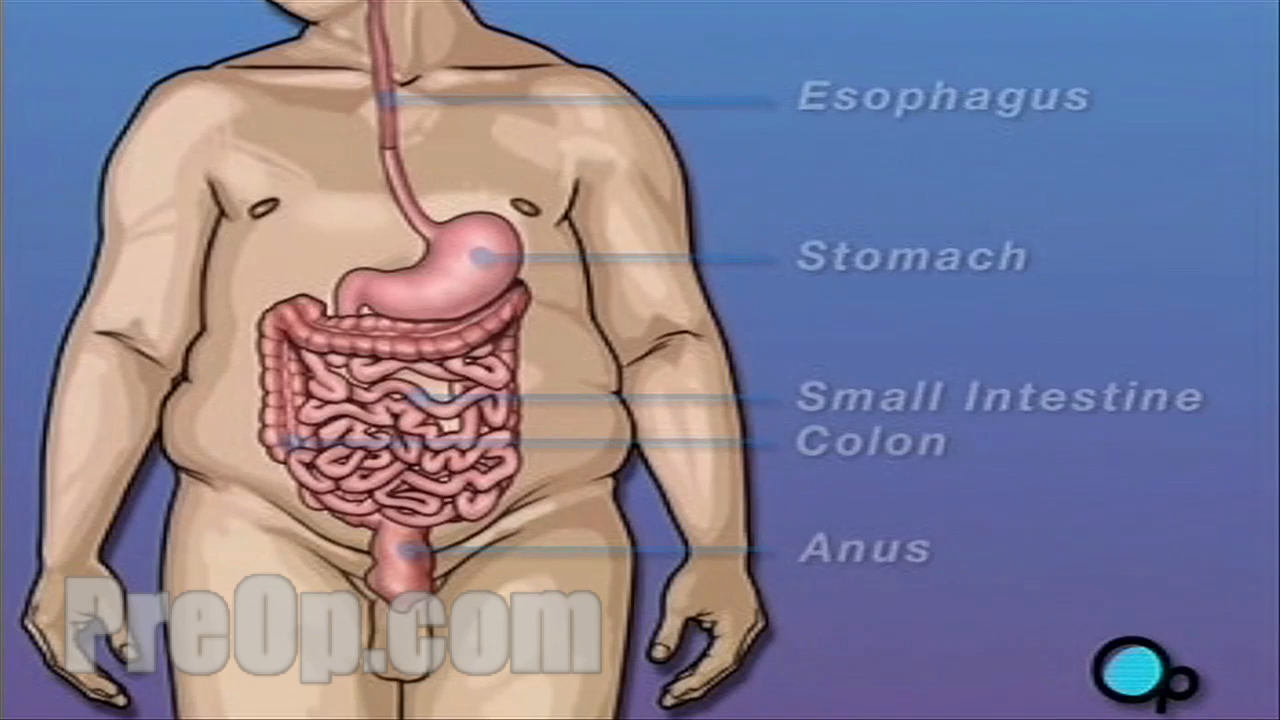 Esophagus
Stomach
Small Intestine
Colon
Anus
PreOp.com
Op